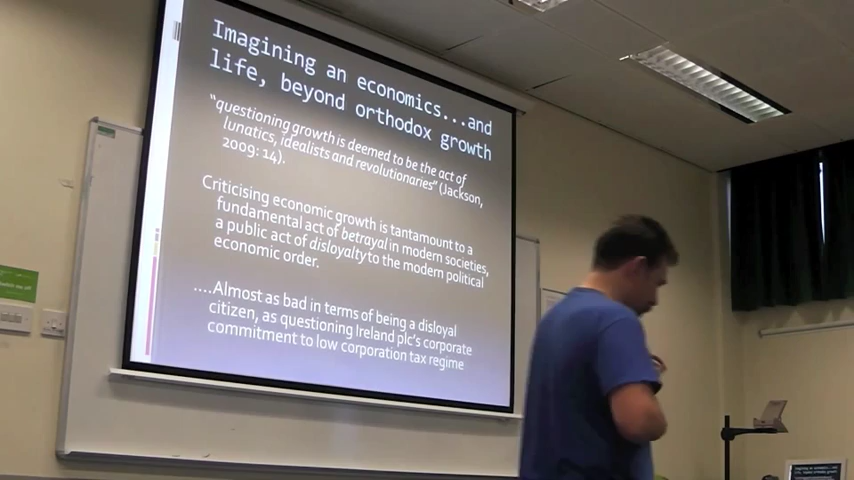 Imagining an economics...and
life, beyond orthodox growth
"questioning growth is deemed to be the act of
lunatics, idealists and revolutionaries" (Jackson,
2009: 14).
Criticising economic growth is tantamount to a
fundamental act of betrayal in modern societies,
a public act of disloyalty to the modern political
economic order.
....Almost as bad in terms of being a disloyal
citizen, as questioning Ireland plc's corporate
commitment to low corporation tax regime